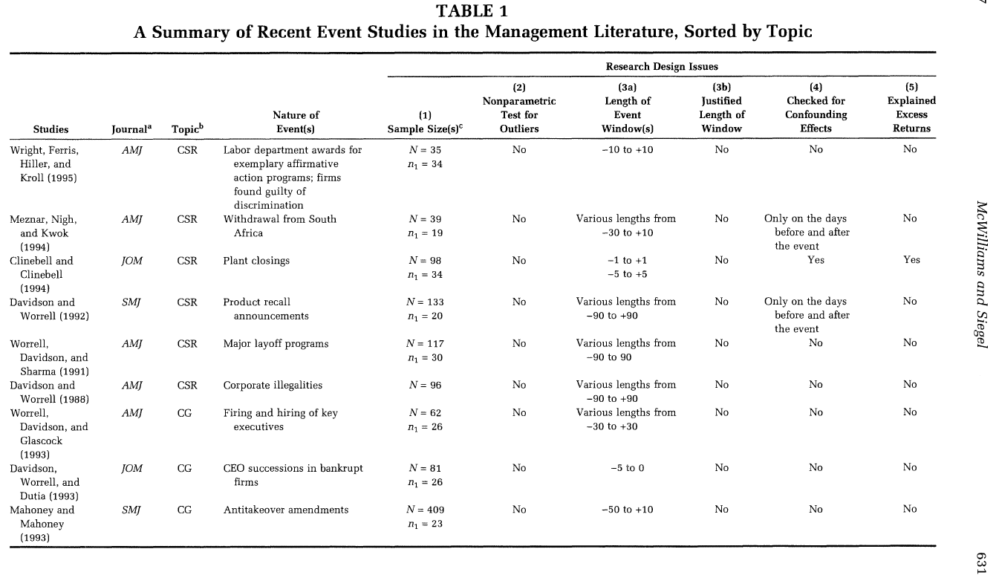 TABLE 1
A Summary of Recent Event Studies in the Management Literature, Sorted by Topic
Research Design Issues
Studies Journalᵃ Topicᵇ Nature of Event(s) (1) Sample Size(s)ᶜ (2) Nonparametric Test for Outliers (3a) Length of Event Window(s) (3b) Justified Length of Window (4) Checked for Confounding Effects (5) Explained Excess Returns
Wright, Ferris, AMJ CSR Labor department awards for N = 35 No −10 to +10 No No No
Hiller, and exemplary affirmative n₁ = 34
Kroll (1995) action programs; firms
found guilty of
discrimination
Meznar, Nigh, AMJ CSR Withdrawal from South N = 39 No Various lengths from No Only on the days No
and Kwok Africa n₁ = 19 −30 to +10 before and after
(1994) the event
Clinebell and JOM CSR Plant closings N = 98 No −1 to +1 No Yes Yes
Clinebell n₁ = 34 −5 to +5
(1994)
Davidson and SMJ CSR Product recall N = 133 No Various lengths from No Only on the days No
Worrell (1992) announcements n₁ = 20 −90 to +90 before and after
the event
Worrell, AMJ CSR Major layoff programs N = 117 No Various lengths from No No No
Davidson, and n₁ = 30 −90 to 90
Sharma (1991)
Davidson and AMJ CSR Corporate illegalities N = 96 No Various lengths from No No No
Worrell (1988) −90 to +90
Worrell, AMJ CG Firing and hiring of key N = 62 No Various lengths from No No No
Davidson, and executives n₁ = 26 −30 to +30
Glascock
(1993)
Davidson, JOM CG CEO successions in bankrupt N = 81 No −5 to 0 No No No
Worrell, and firms n₁ = 26
Dutia (1993)
Mahoney and SMJ CG Antitakeover amendments N = 409 No −50 to +10 No No No
Mahoney n₁ = 23
(1993)
McWilliams and Siegel
631